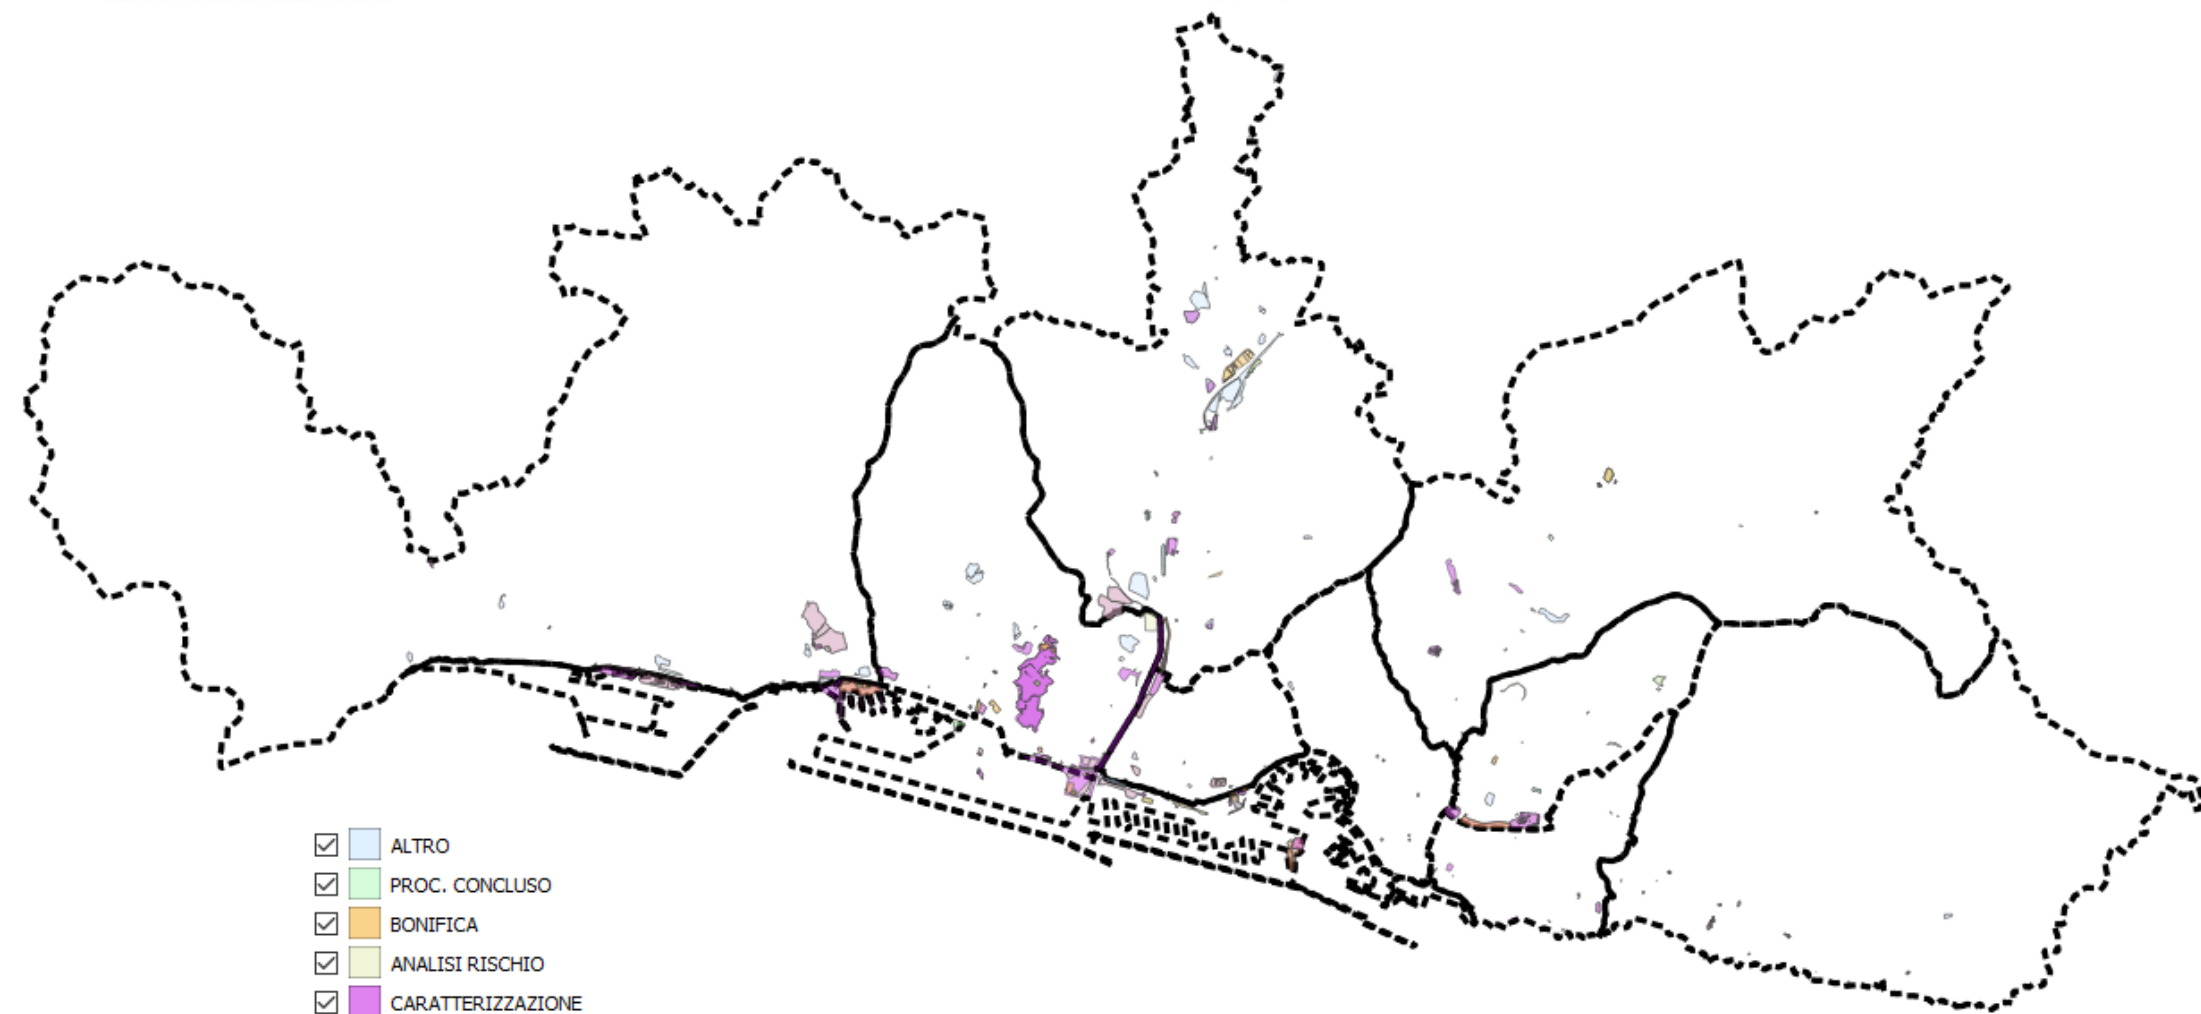 ALTRO
PROC. CONCLUSO
BONIFICA
ANALISI RISCHIO
CARATTERIZZAZIONE